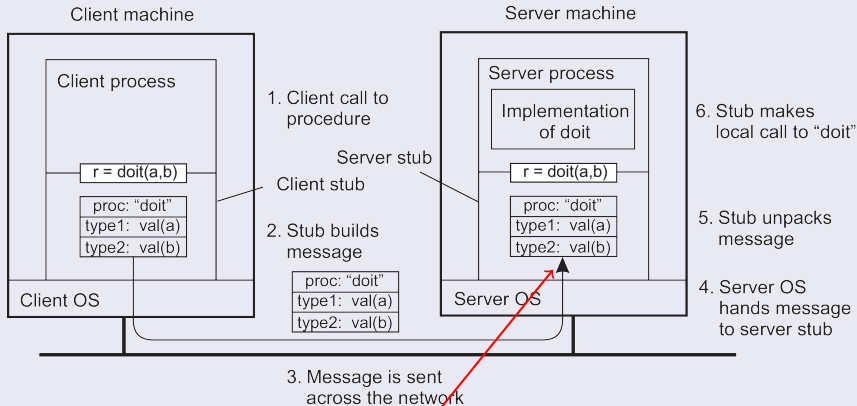 Client machine
Server machine
Client process
Server process
1. Client call to
procedure
Implementation
of doit
6. Stub makes
local call to “doit”
Server stub
r = doit(a,b)
r = doit(a,b)
Client stub
proc: “doit”
type1: val(a)
type2: val(b)
proc: “doit”
type1: val(a)
type2: val(b)
2. Stub builds
message
5. Stub unpacks
message
proc: “doit”
type1: val(a)
type2: val(b)
Client OS
Server OS
4. Server OS
hands message
to server stub
3. Message is sent
across the network